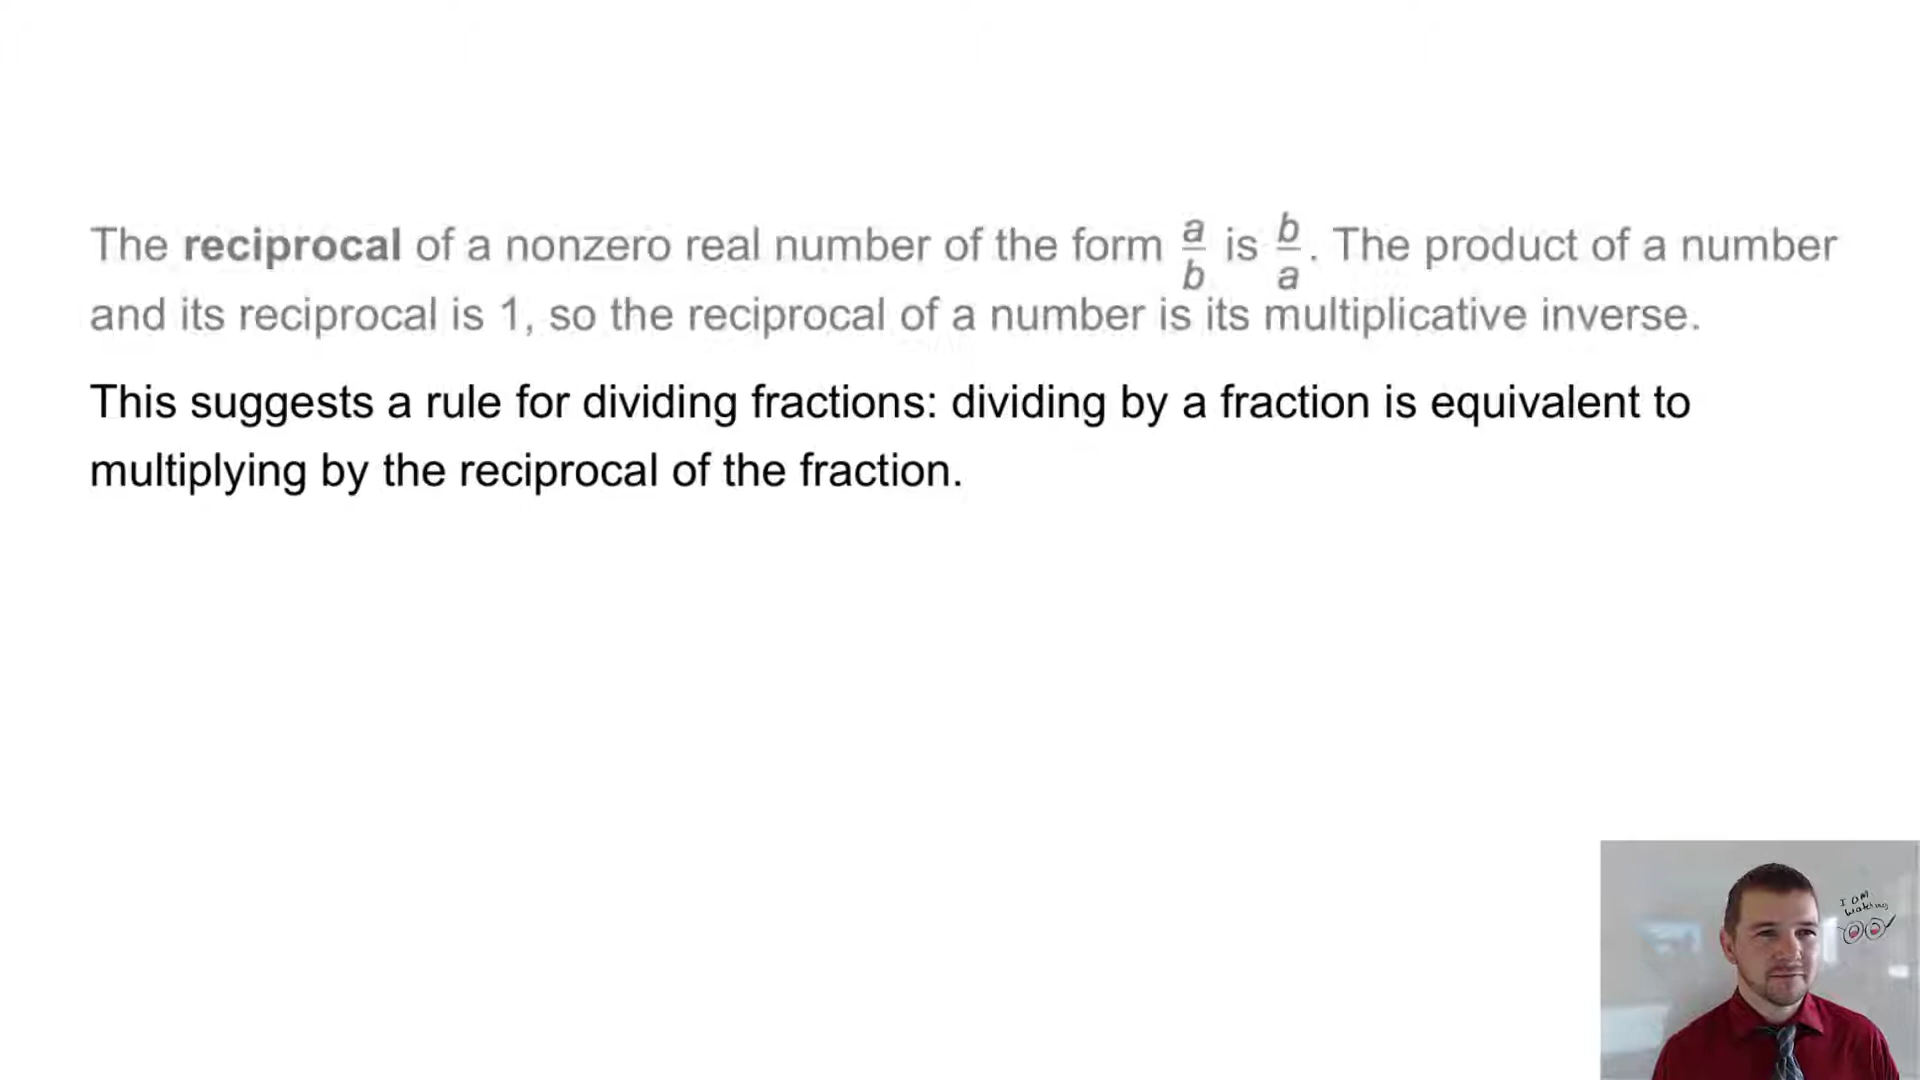 The reciprocal of a nonzero real number of the form a/b is b/a. The product of a number
and its reciprocal is 1, so the reciprocal of a number is its multiplicative inverse.
This suggests a rule for dividing fractions: dividing by a fraction is equivalent to
multiplying by the reciprocal of the fraction.
I am
watching